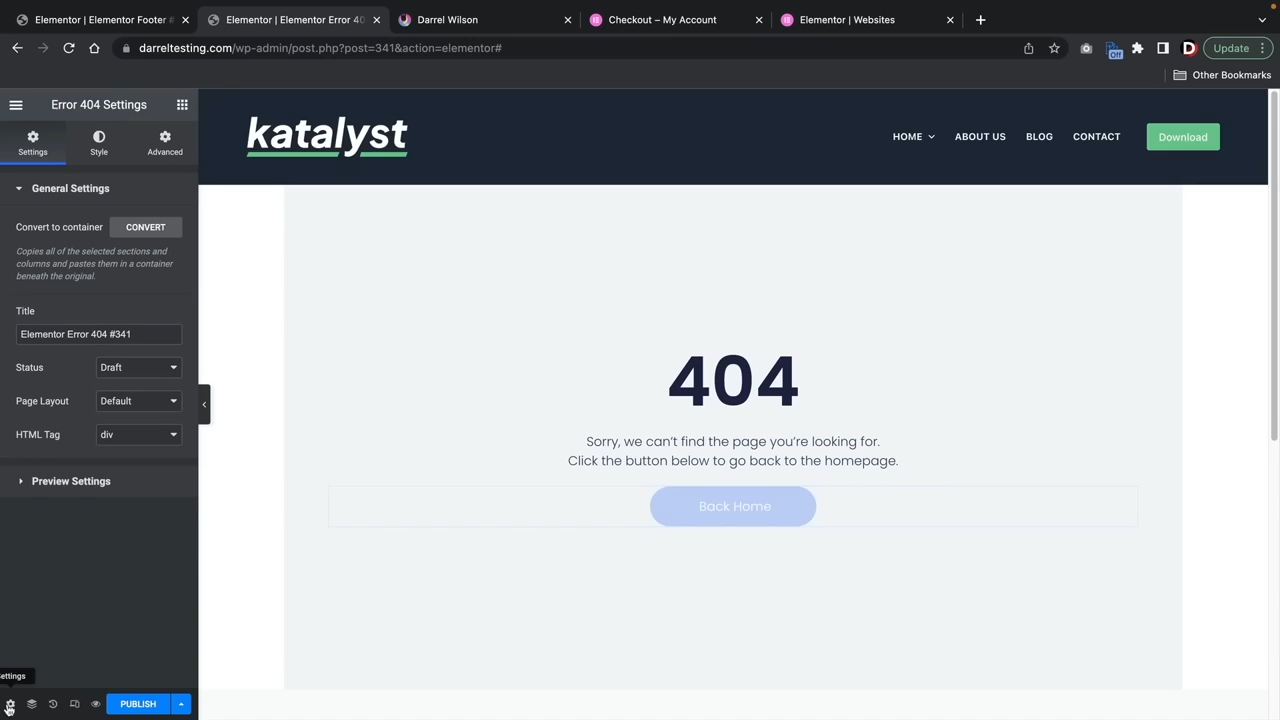 Elementor | Elementor Footer #
Elementor | Elementor Error 40
Darrel Wilson
Checkout – My Account
Elementor | Websites
darreltesting.com/wp-admin/post.php?post=341&action=elementor#
Off
D
Update
Other Bookmarks
Error 404 Settings
Settings
Style
Advanced
General Settings
Convert to container
CONVERT
Copies all of the selected sections and
columns and pastes them in a container
beneath the original.
Title
Elementor Error 404 #341
Status
Draft
Page Layout
Default
HTML Tag
div
Preview Settings
ettings
PUBLISH
katalyst
HOME
ABOUT US
BLOG
CONTACT
Download
404
Sorry, we can't find the page you're looking for.
Click the button below to go back to the homepage.
Back Home